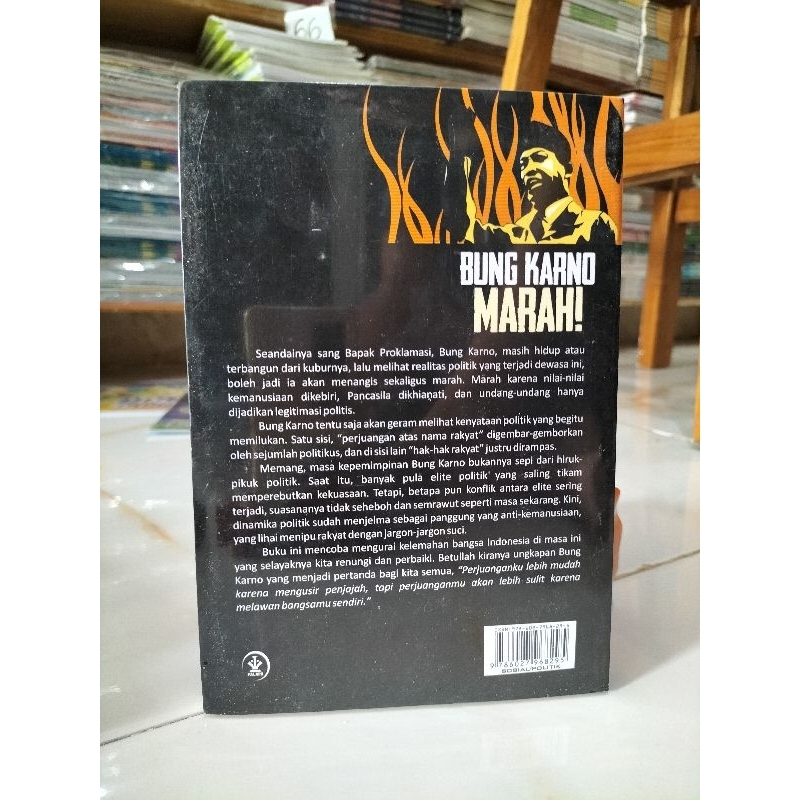 66
BUNG KARNO
MARAH!
Seandainya sang Bapak Proklamasi, Bung Karno, masih hidup atau
terbangun dari kuburnya, lalu melihat realitas politik yang terjadi dewasa ini,
boleh jadi ia akan menangis sekaligus marah. Marah karena nilai-nilai
kemanusiaan dikebiri, Pancasila dikhianati, dan undang-undang hanya
dijadikan legitimasi politis.
Bung Karno tentu saja akan geram melihat kenyataan politik yang begitu
memilukan. Satu sisi, “perjuangan atas nama rakyat” digembar-gemborkan
oleh sejumlah politikus, dan di sisi lain “hak-hak rakyat” justru dirampas.
Memang, masa kepemimpinan Bung Karno bukannya sepi dari hiruk-
pikuk politik. Saat itu, banyak pula elite politik yang saling tikam
memperebutkan kekuasaan. Tetapi, betapa pun konflik antara elite sering
terjadi, suasananya tidak seheboh dan semrawut seperti masa sekarang. Kini,
dinamika politik sudah menjelma sebagai panggung yang anti-kemanusiaan,
yang lihai menipu rakyat dengan jargon-jargon suci.
Buku ini mencoba mengurai kelemahan bangsa Indonesia di masa ini
yang selayaknya kita renungi dan perbaiki. Betullah kiranya ungkapan Bung
Karno yang menjadi pertanda bagi kita semua, “Perjuanganku lebih mudah
karena mengusir penjajah, tapi perjuanganmu akan lebih sulit karena
melawan bangsamu sendiri.”
PALAPA
SOSIAL/POLITIK